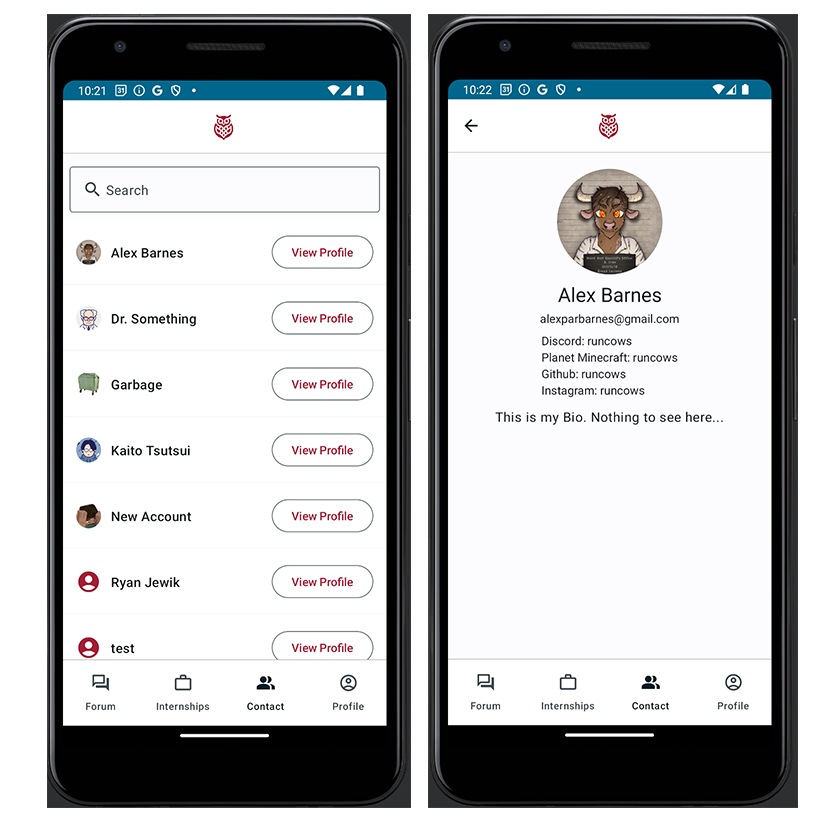 10:21
31
G
Search
Alex Barnes
View Profile
Dr. Something
View Profile
Garbage
View Profile
Kaito Tsutsui
View Profile
New Account
View Profile
Ryan Jewik
View Profile
test
View Profile
Forum
Internships
Contact
Profile
10:22
31
G
Alex Barnes
alexparbarnes@gmail.com
Discord: runcows
Planet Minecraft: runcows
Github: runcows
Instagram: runcows
This is my Bio. Nothing to see here...
Forum
Internships
Contact
Profile